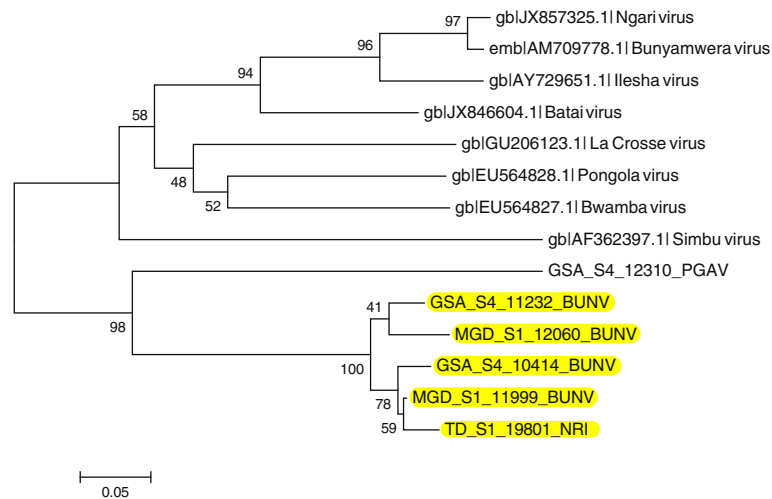 97
gb|JX857325.1| Ngari virus
96
emb|AM709778.1| Bunyamwera virus
94
gb|AY729651.1| Ilesha virus
58
gb|JX846604.1| Batai virus
gb|GU206123.1| La Crosse virus
48
gb|EU564828.1| Pongola virus
52
gb|EU564827.1| Bwamba virus
gb|AF362397.1| Simbu virus
GSA_S4_12310_PGAV
98
GSA_S4_11232_BUNV
41
MGD_S1_12060_BUNV
100
GSA_S4_10414_BUNV
78
MGD_S1_11999_BUNV
59
TD_S1_19801_NRI
0.05